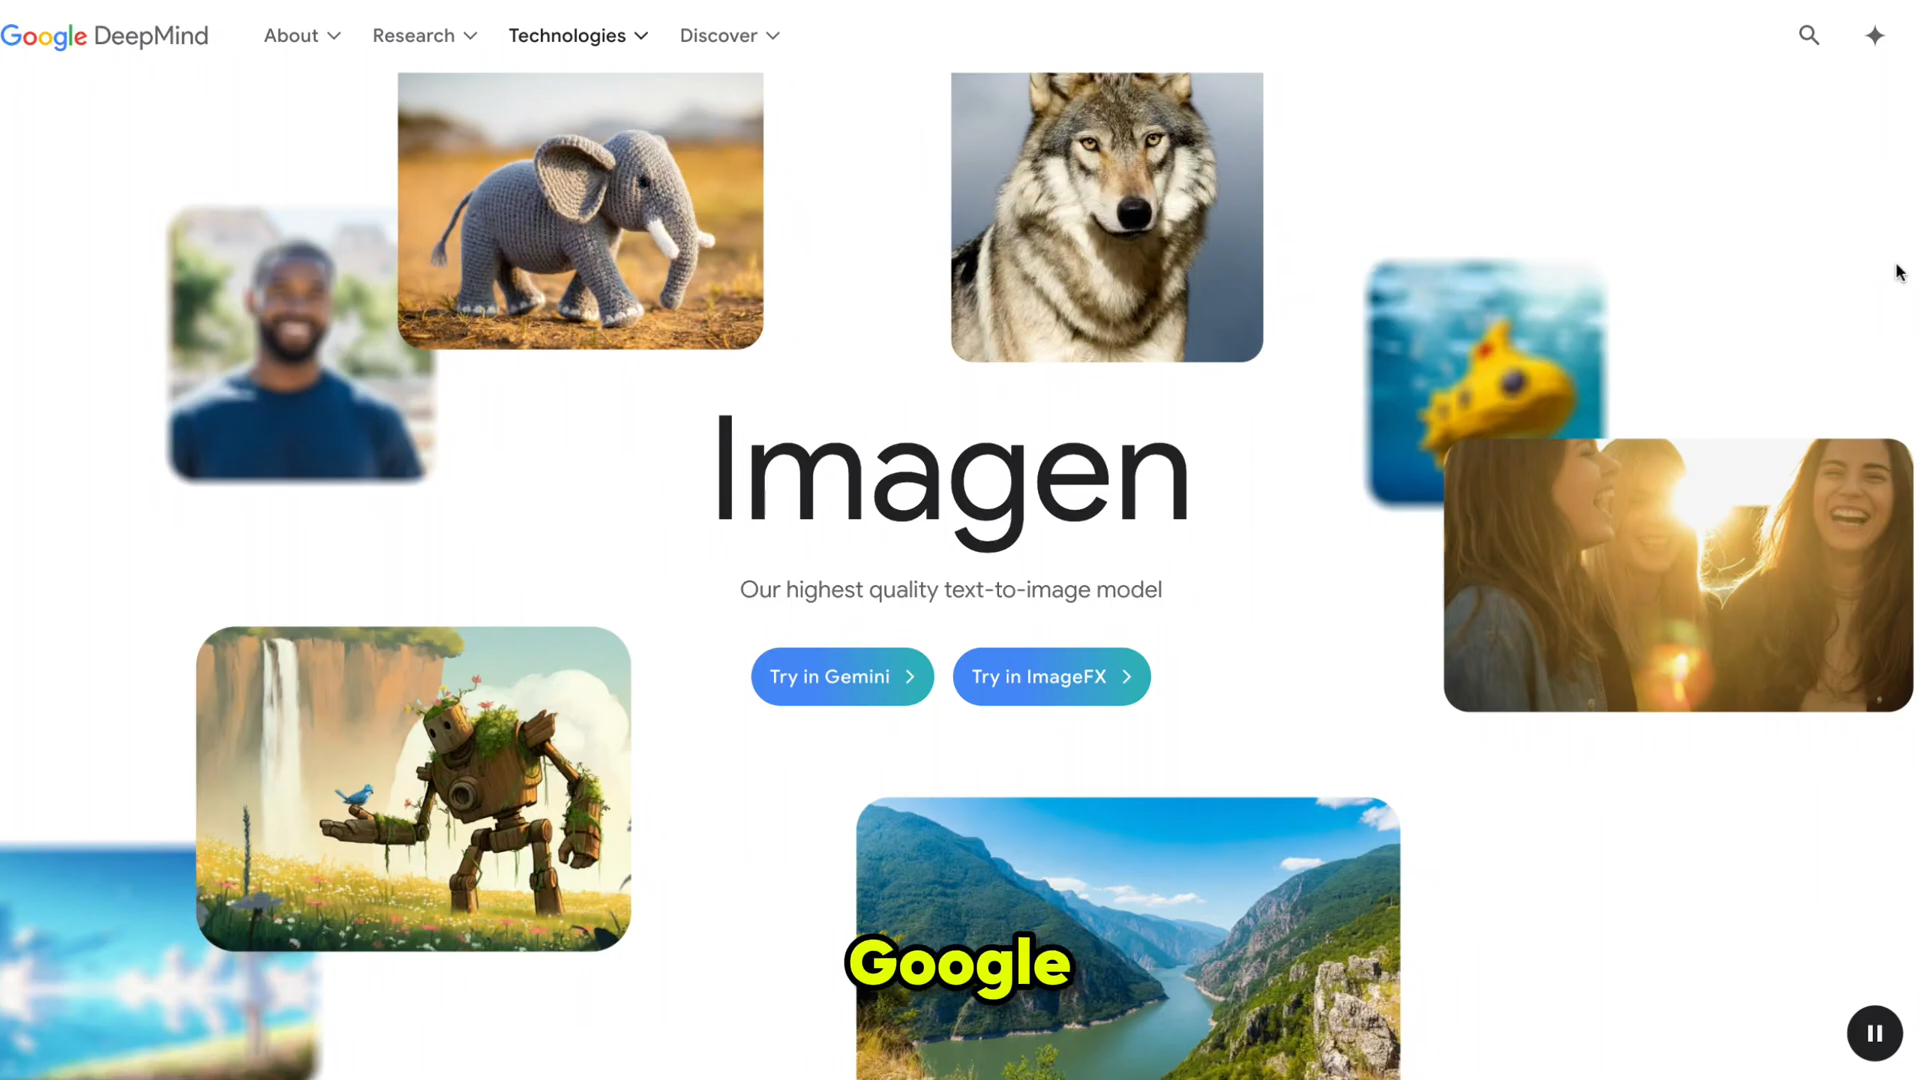 Google DeepMind
About
Research
Technologies
Discover
Imagen
Our highest quality text-to-image model
Try in Gemini
Try in ImageFX
Google